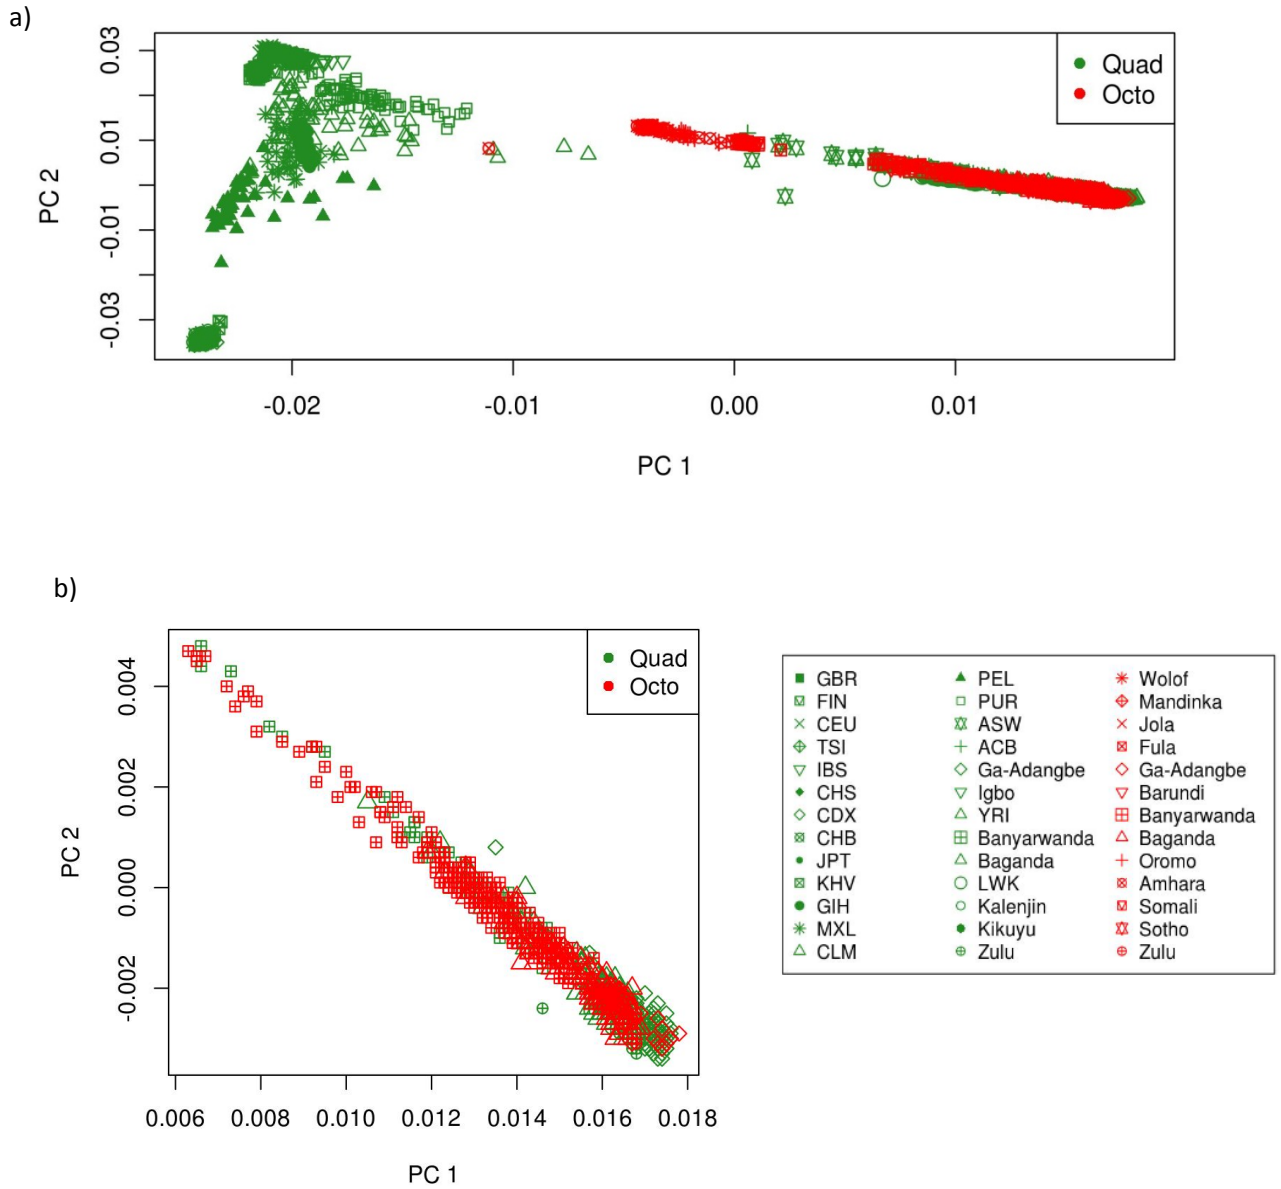 a)
0.03
0.01
-0.01
-0.03
PC 2
Quad
Octo
-0.02 -0.01 0.00 0.01
PC 1
b)
0.004
0.002
0.000
-0.002
PC 2
Quad
Octo
0.006 0.008 0.010 0.012 0.014 0.016 0.018
PC 1
GBR PEL Wolof
FIN PUR Mandinka
CEU ASW Jola
TSI ACB Fula
IBS Ga-Adangbe Ga-Adangbe
CHS Igbo Barundi
CDX YRI Banyarwanda
CHB Banyarwanda Baganda
JPT Baganda Oromo
KHV LWK Amhara
GIH Kalenjin Somali
MXL Kikuyu Sotho
CLM Zulu Zulu